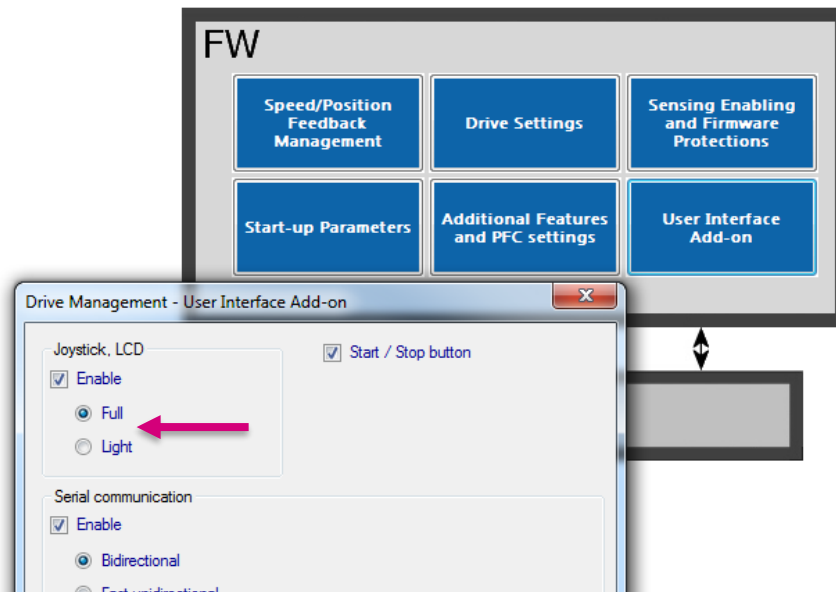 FW
Speed/Position
Feedback
Management
Drive Settings
Sensing Enabling
and Firmware
Protections
Start-up Parameters
Additional Features
and PFC settings
User Interface
Add-on
Drive Management - User Interface Add-on
Joystick, LCD
Start / Stop button
Enable
Full
Light
Serial communication
Enable
Bidirectional
Fast unidirectional